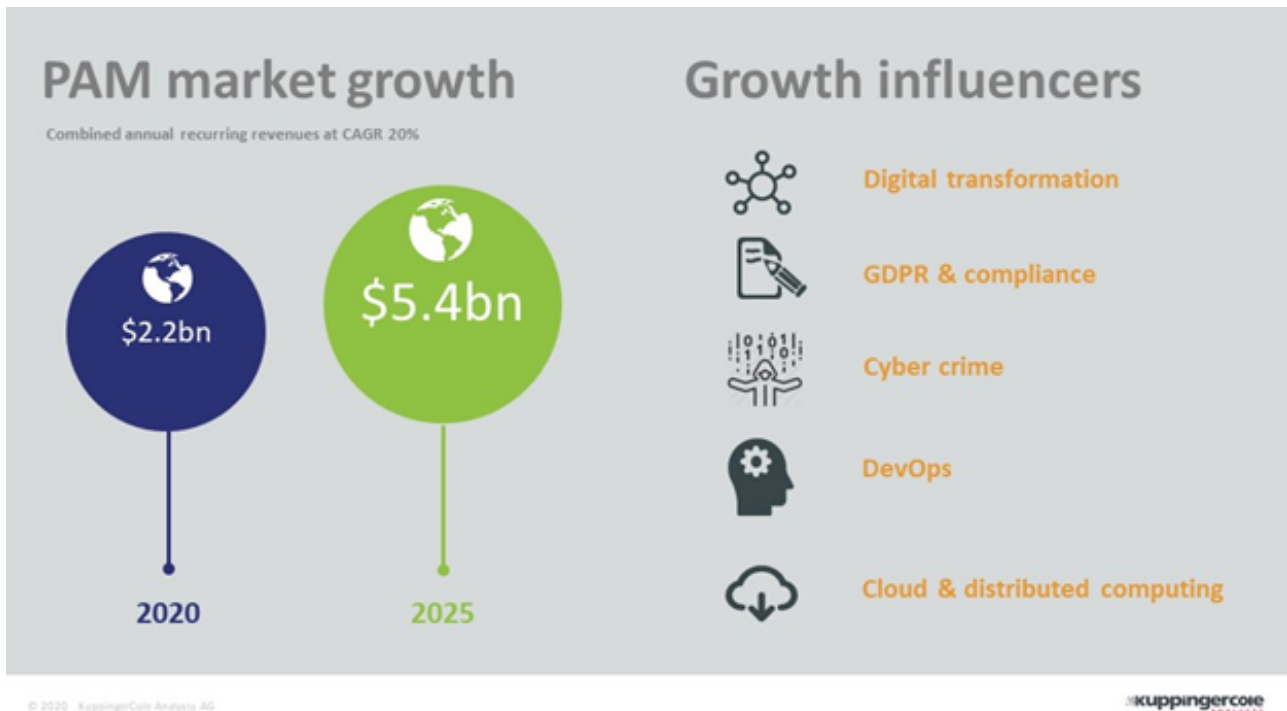 PAM market growth
Combined annual recurring revenues at CAGR 20%
$2.2bn
$5.4bn
2020
2025
Growth influencers
Digital transformation
GDPR & compliance
Cyber crime
DevOps
Cloud & distributed computing
© 2020 KuppingerCole Analysts AG
kuppingercole